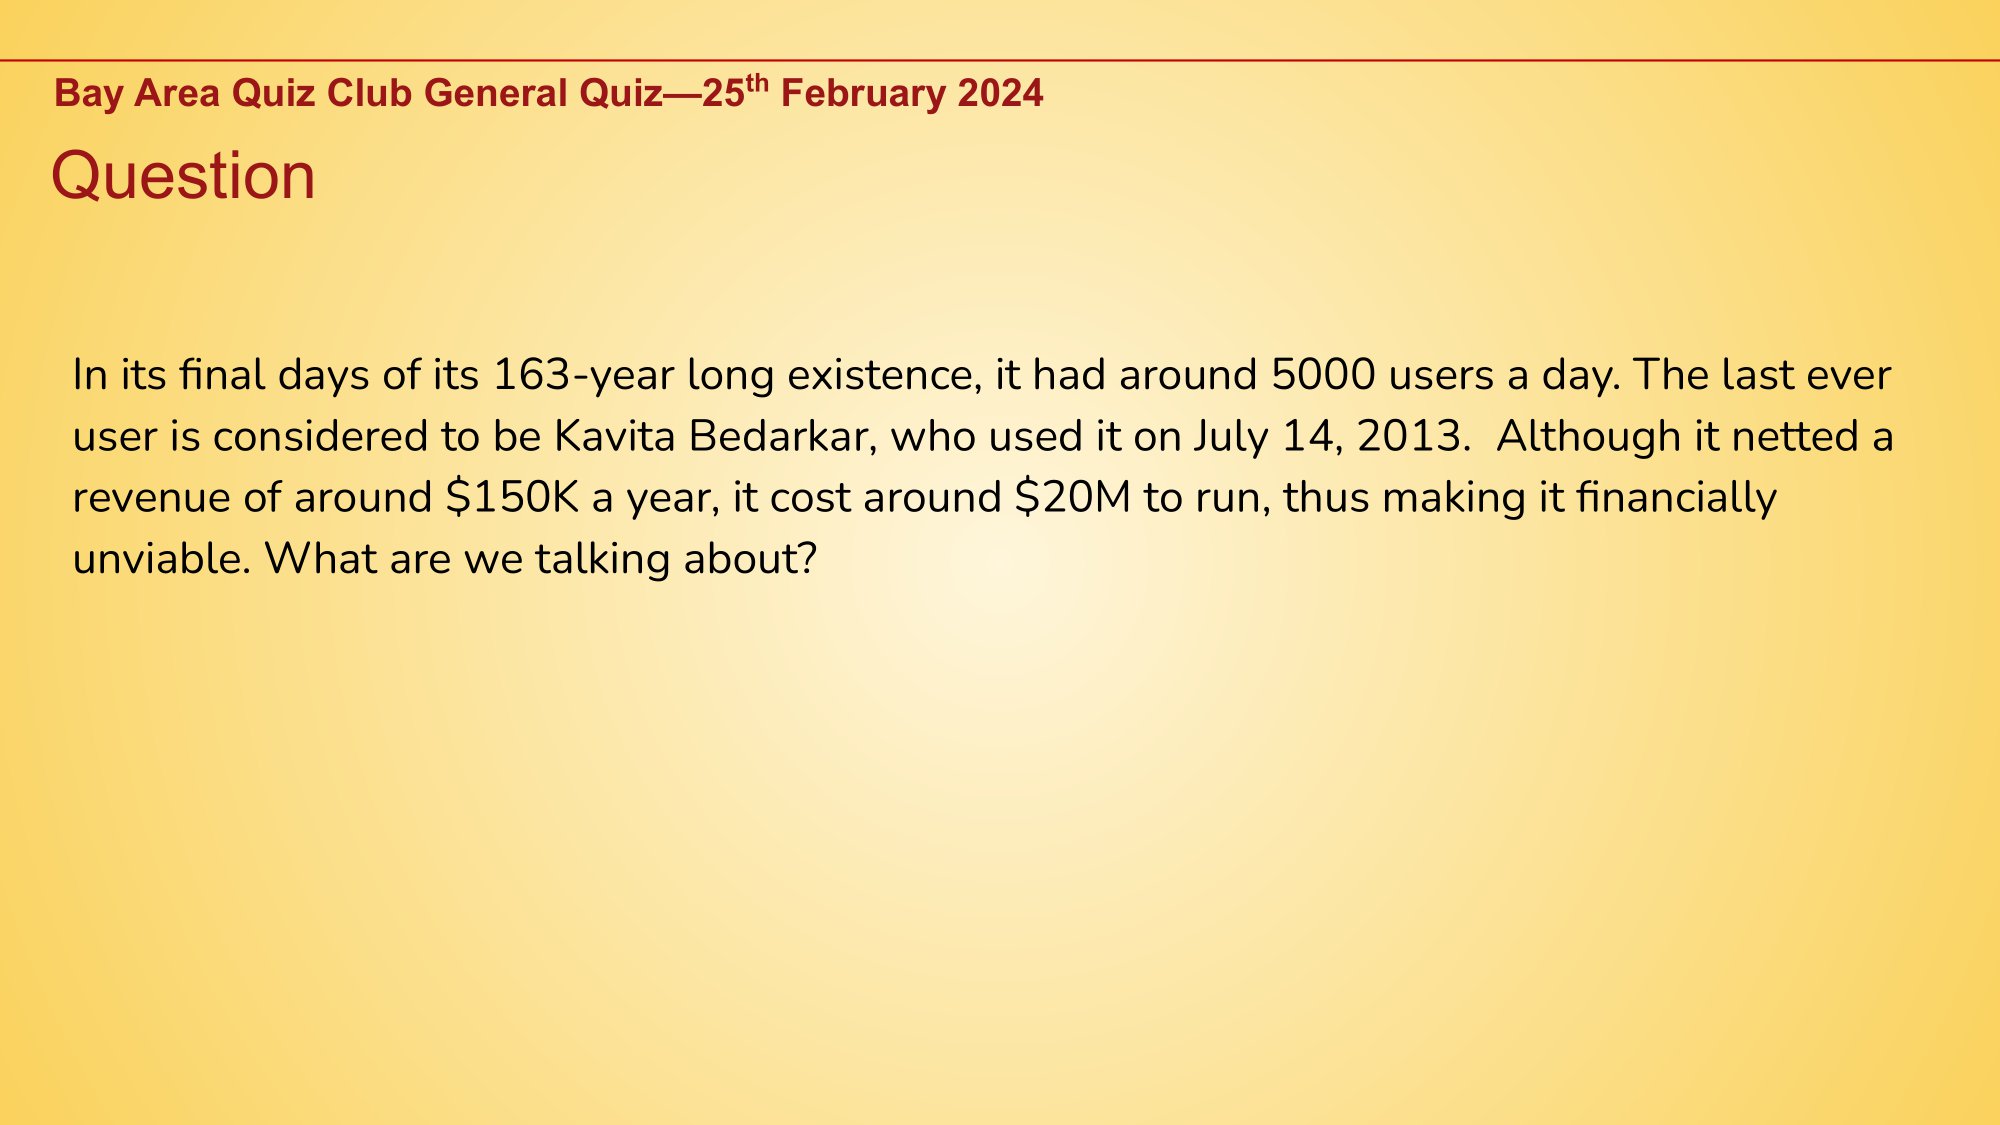 Bay Area Quiz Club General Quiz—25th February 2024
Question
In its final days of its 163-year long existence, it had around 5000 users a day. The last ever
user is considered to be Kavita Bedarkar, who used it on July 14, 2013.  Although it netted a
revenue of around $150K a year, it cost around $20M to run, thus making it financially
unviable. What are we talking about?